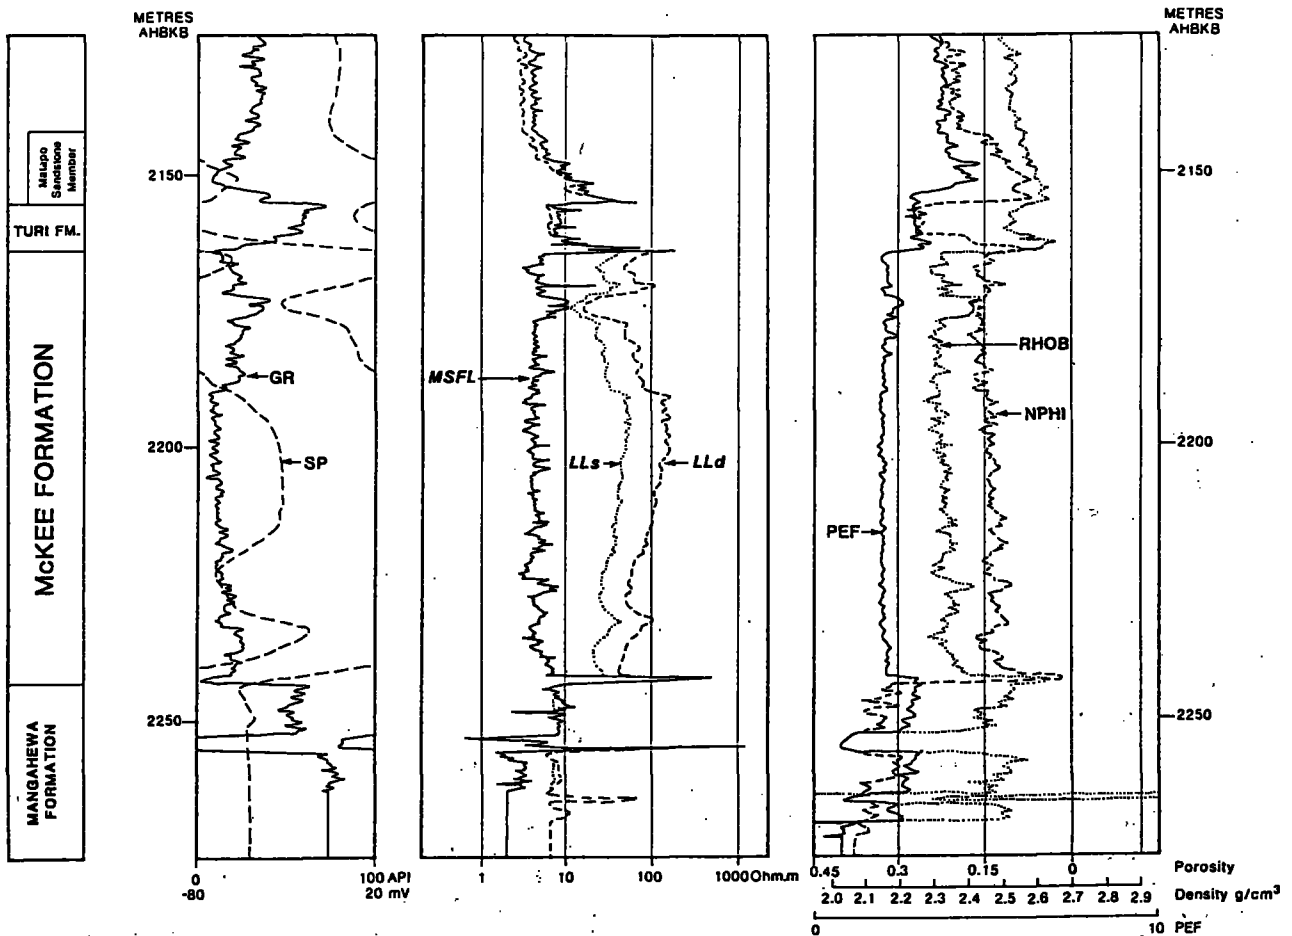 METRES
AHBKB
METRES
AHBKB
Matapo
Sandstone
Member
TURI FM.
McKEE FORMATION
MANGAHEWA
FORMATION
2150
2200
2250
GR
SP
MSFL
LLs
LLd
RHOB
NPHI
PEF
2150
2200
2250
100 API
-80 20 mV
1 10 100 1000 Ohm.m
0.45 0.3 0.15 0 Porosity
2.0 2.1 2.2 2.3 2.4 2.5 2.6 2.7 2.8 2.9 Density g/cm³
0 10 PEF